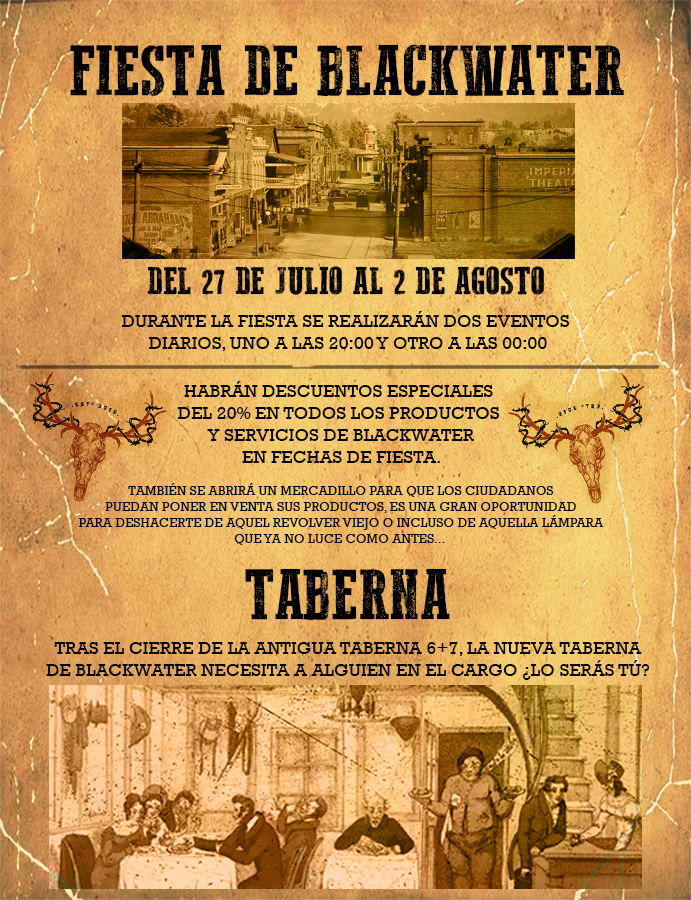 FIESTA DE BLACKWATER
IMPERIAL
THEAT
ABRAHAM'S
DEL 27 DE JULIO AL 2 DE AGOSTO
DURANTE LA FIESTA SE REALIZARÁN DOS EVENTOS
DIARIOS, UNO A LAS 20:00 Y OTRO A LAS 00:00
HABRÁN DESCUENTOS ESPECIALES
DEL 20% EN TODOS LOS PRODUCTOS
Y SERVICIOS DE BLACKWATER
EN FECHAS DE FIESTA.
TAMBIÉN SE ABRIRÁ UN MERCADILLO PARA QUE LOS CIUDADANOS
PUEDAN PONER EN VENTA SUS PRODUCTOS, ES UNA GRAN OPORTUNIDAD
PARA DESHACERTE DE AQUEL REVOLVER VIEJO O INCLUSO DE AQUELLA LÁMPARA
QUE YA NO LUCE COMO ANTES...
TABERNA
TRAS EL CIERRE DE LA ANTIGUA TABERNA 6+7, LA NUEVA TABERNA
DE BLACKWATER NECESITA A ALGUIEN EN EL CARGO ¿LO SERÁS TÚ?